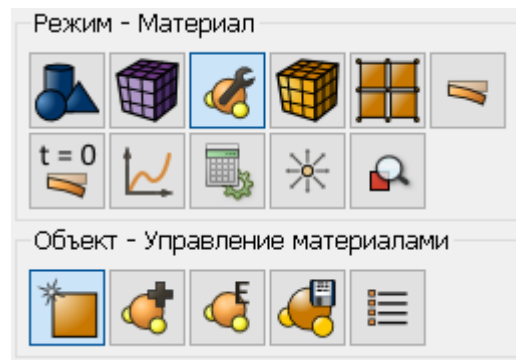 Режим - Материал
t = 0
Объект - Управление материалами
E